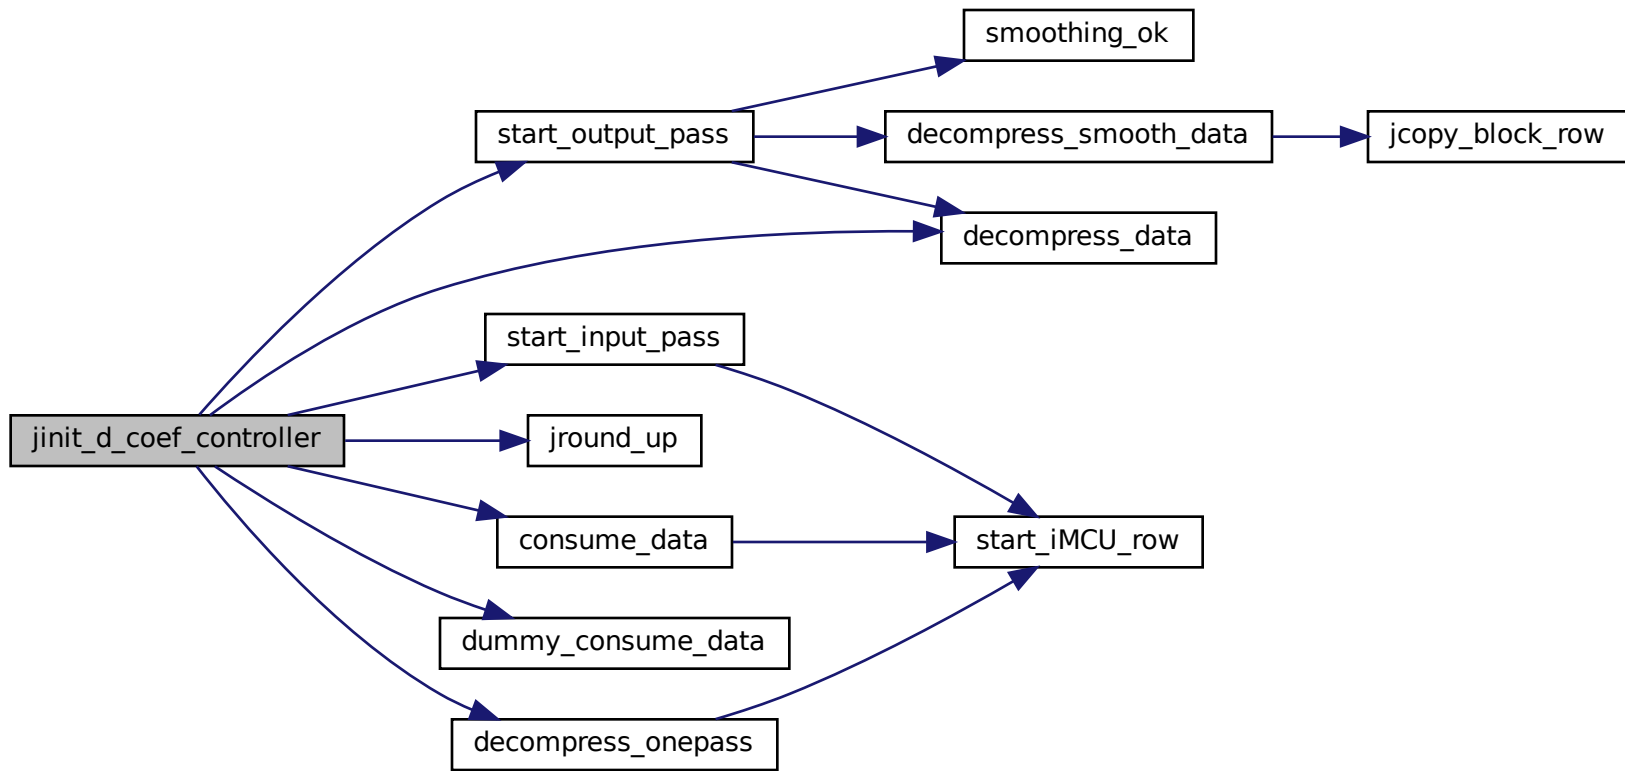 smoothing_ok
start_output_pass
decompress_smooth_data
jcopy_block_row
decompress_data
start_input_pass
jinit_d_coef_controller
jround_up
consume_data
start_iMCU_row
dummy_consume_data
decompress_onepass